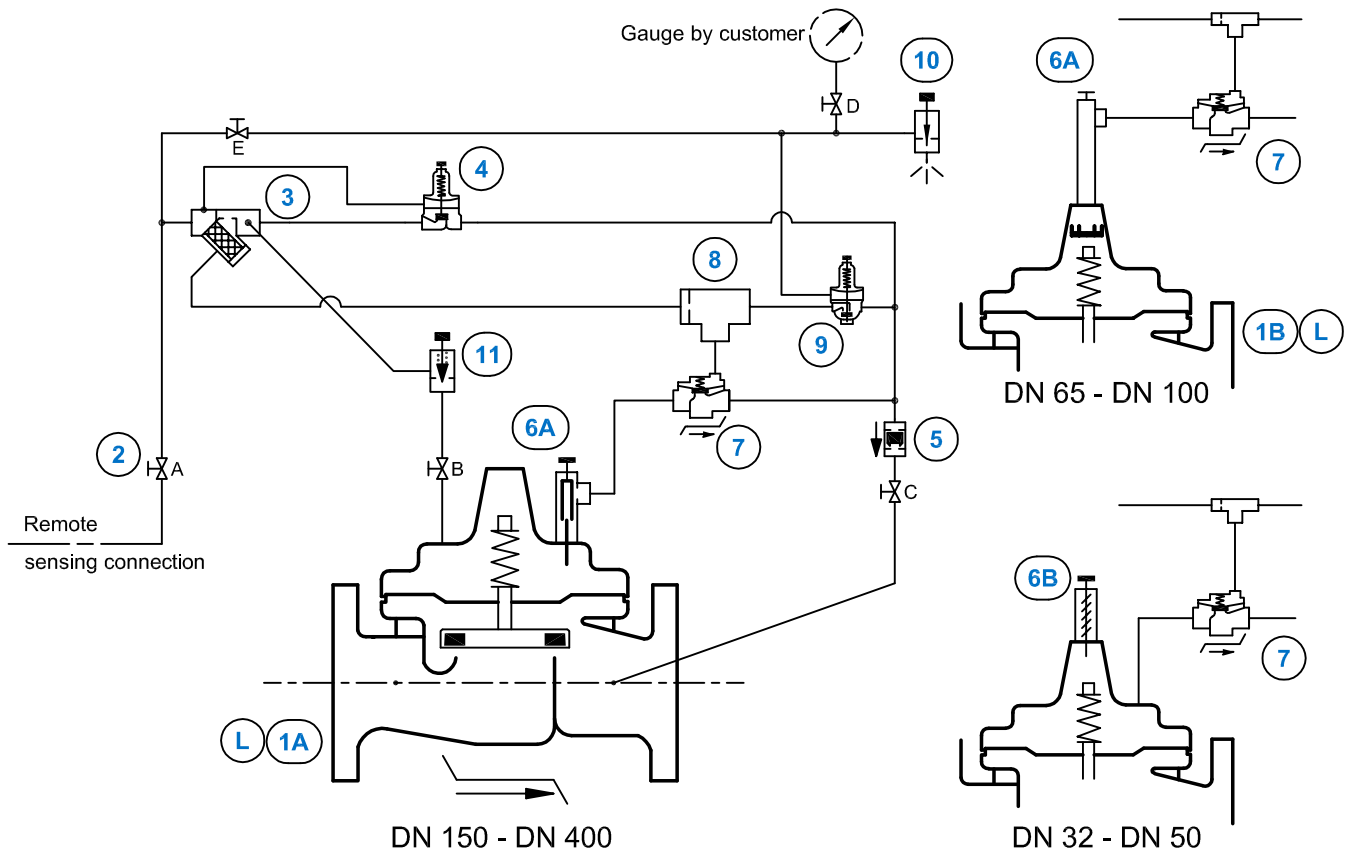 Gauge by customer
10
6A
D
E
4
3
7
8
1B L
9
11
DN 65 - DN 100
6A
5
2
A
B
7
C
Remote
sensing connection
6B
7
L 1A
DN 150 - DN 400
DN 32 - DN 50